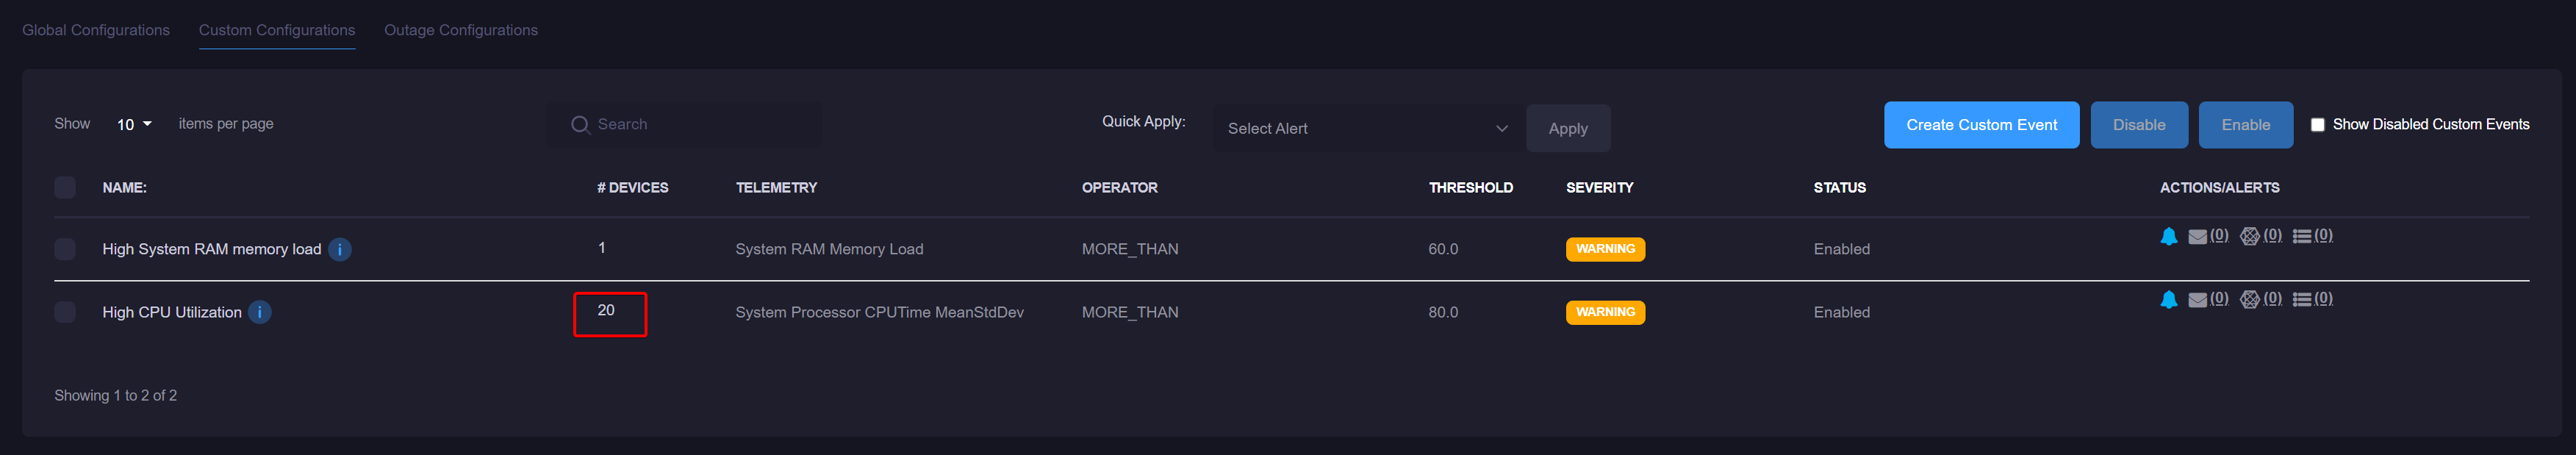 Global Configurations Custom Configurations Outage Configurations
Show 10 items per page Search Quick Apply: Select Alert Apply Create Custom Event Disable Enable Show Disabled Custom Events
NAME: # DEVICES TELEMETRY OPERATOR THRESHOLD SEVERITY STATUS ACTIONS/ALERTS
High System RAM memory load i 1 System RAM Memory Load MORE_THAN 60.0 WARNING Enabled (0) (0) (0)
High CPU Utilization i 20 System Processor CPUTime MeanStdDev MORE_THAN 80.0 WARNING Enabled (0) (0) (0)
Showing 1 to 2 of 2